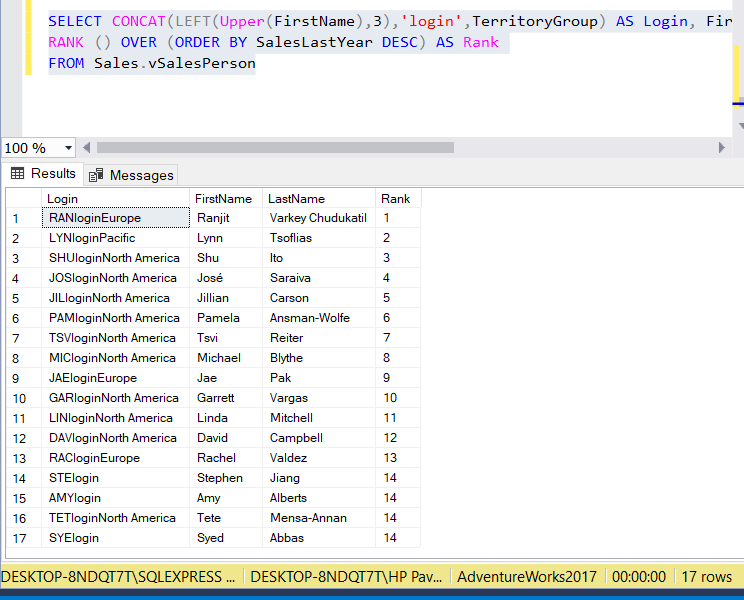 SELECT CONCAT(LEFT(Upper(FirstName),3),'login',TerritoryGroup) AS Login, Fir
RANK () OVER (ORDER BY SalesLastYear DESC) AS Rank
FROM Sales.vSalesPerson
100 %
Results Messages
Login FirstName LastName Rank
1 RANloginEurope Ranjit Varkey Chudukatil 1
2 LYNloginPacific Lynn Tsoflias 2
3 SHUloginNorth America Shu Ito 3
4 JOSloginNorth America José Saraiva 4
5 JILloginNorth America Jillian Carson 5
6 PAMloginNorth America Pamela Ansman-Wolfe 6
7 TSVloginNorth America Tsvi Reiter 7
8 MICloginNorth America Michael Blythe 8
9 JAEloginEurope Jae Pak 9
10 GARloginNorth America Garrett Vargas 10
11 LINloginNorth America Linda Mitchell 11
12 DAVloginNorth America David Campbell 12
13 RACloginEurope Rachel Valdez 13
14 STElogin Stephen Jiang 14
15 AMYlogin Amy Alberts 14
16 TETloginNorth America Tete Mensa-Annan 14
17 SYElogin Syed Abbas 14
DESKTOP-8NDQT7T\SQLEXPRESS ... DESKTOP-8NDQT7T\HP Pav... AdventureWorks2017 00:00:00 17 rows